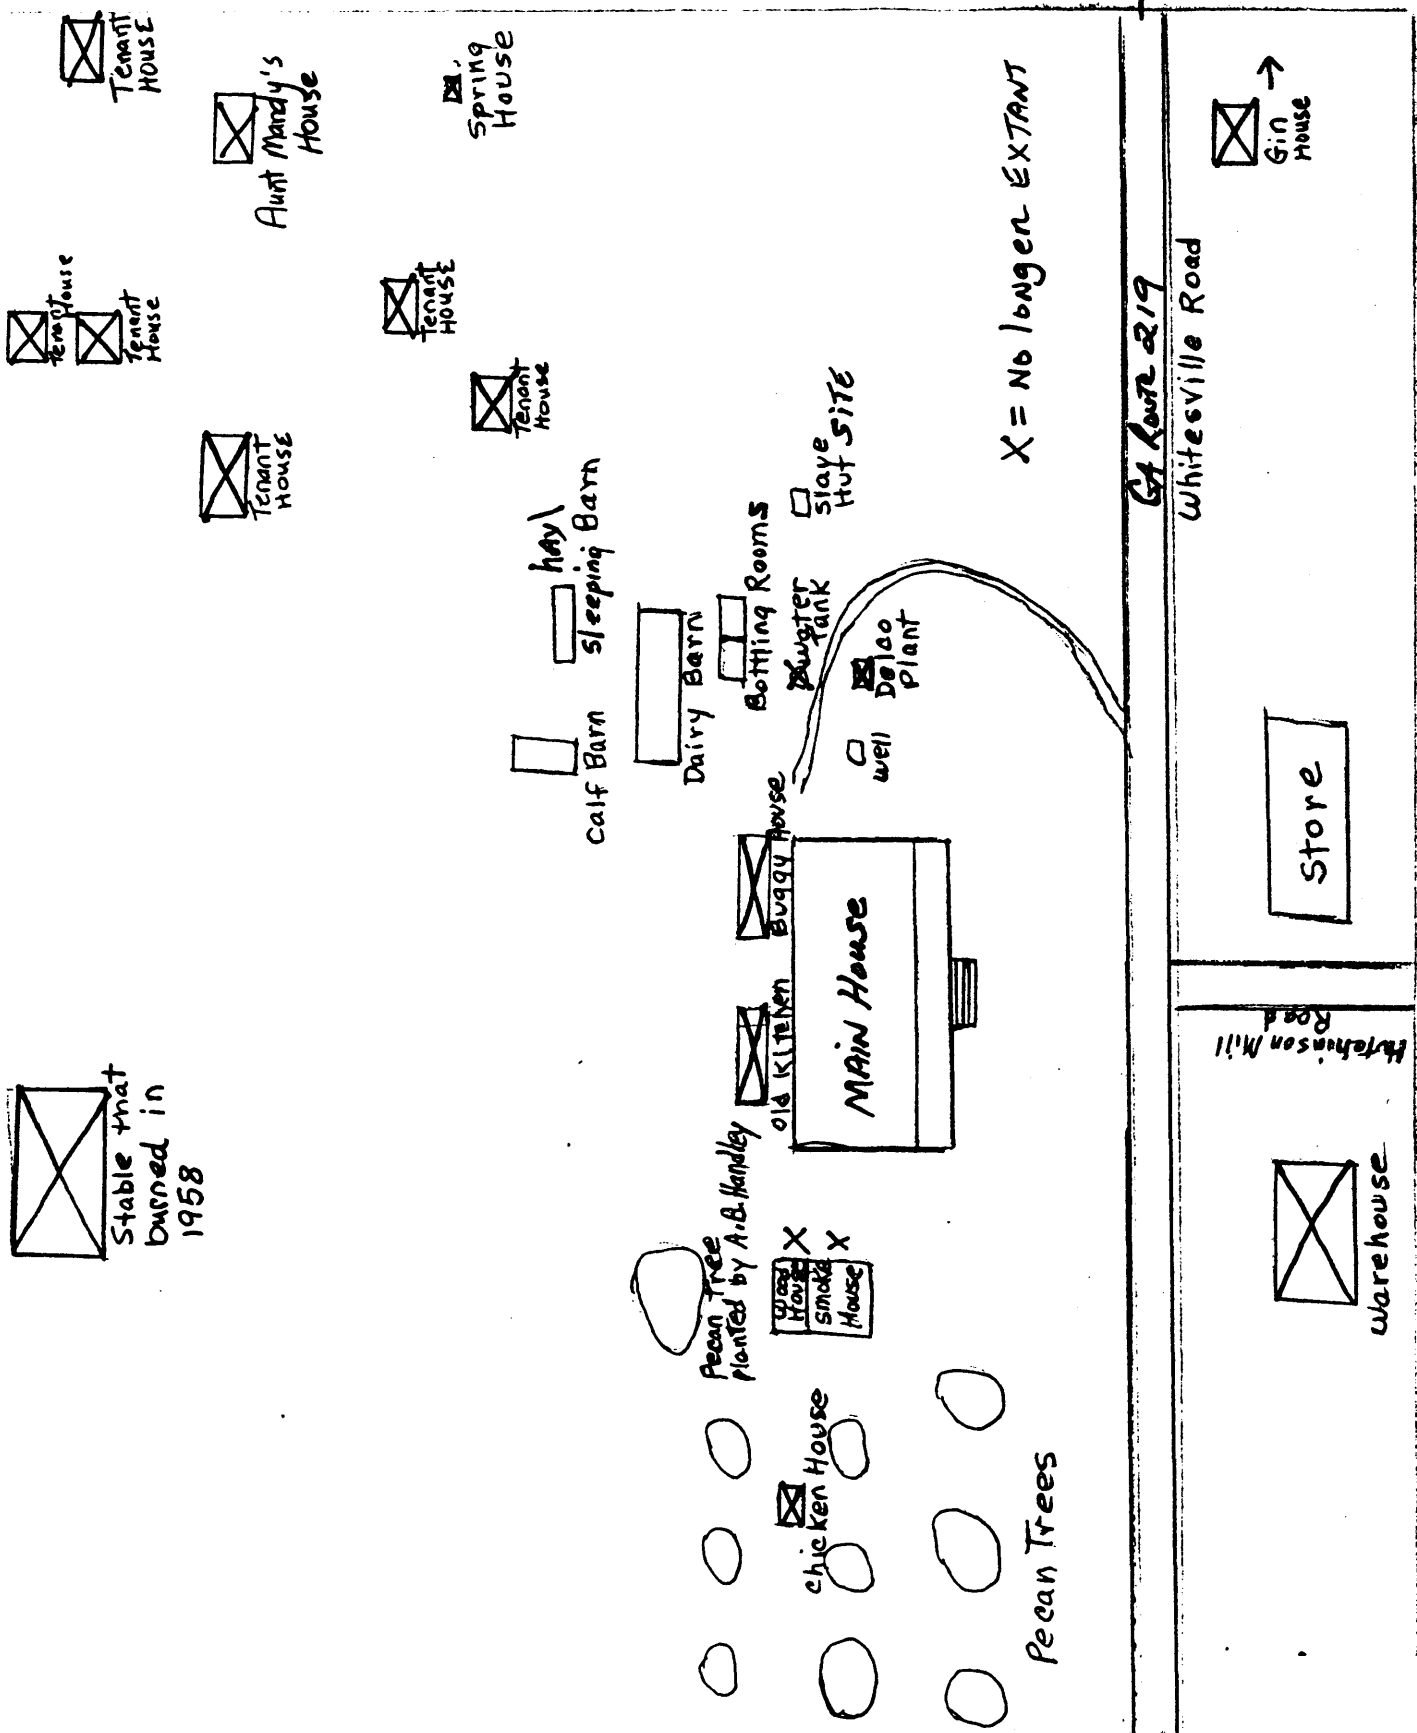 Stable that
burned in
1958
Tenant
House
Tenant House
Tenant
House
Aunt Mandy's
House
Tenant
HOUSE
Tenant
House
Tenant
House
Spring
House
Calf Barn
hay\
Sleeping Barn
Dairy Barn
Bottling Rooms
Pecan Tree
planted by A.B. Handley
Old Kitchen
Buggy House
Water
Tank
Slave
Hut SITE
Wood
House
X
Smoke
House
X
Chicken House
MAIN House
well
Delco
Plant
X = No longer EXTANT
Pecan Trees
GA Route 219
Whitesville Road
Hutchinson Mill
Road
Gin
House
Warehouse
Store